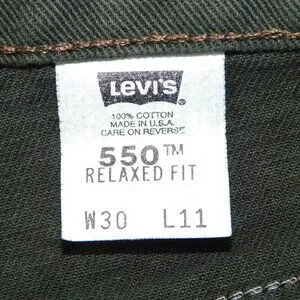 Levi's
®
100% COTTON
MADE IN U.S.A.
CARE ON REVERSE
550™
RELAXED FIT
W30 L11